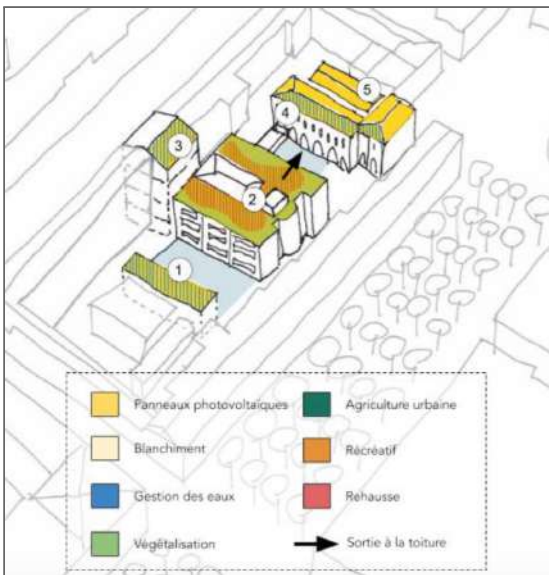 5
4
3
2
1
Panneaux photovoltaïques
Agriculture urbaine
Blanchiment
Récréatif
Gestion des eaux
Rehausse
Végétalisation
Sortie à la toiture